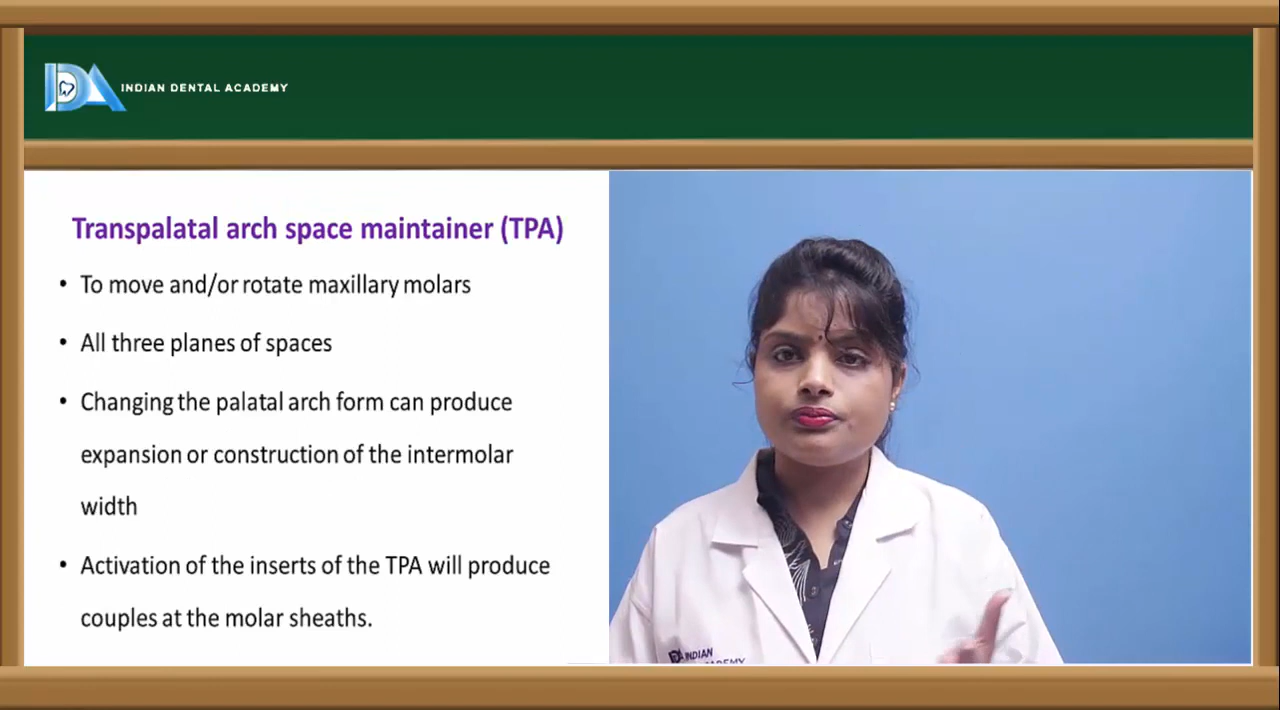 INDIAN DENTAL ACADEMY
Transpalatal arch space maintainer (TPA)
• To move and/or rotate maxillary molars
• All three planes of spaces
• Changing the palatal arch form can produce
expansion or construction of the intermolar
width
• Activation of the inserts of the TPA will produce
couples at the molar sheaths.
INDIAN